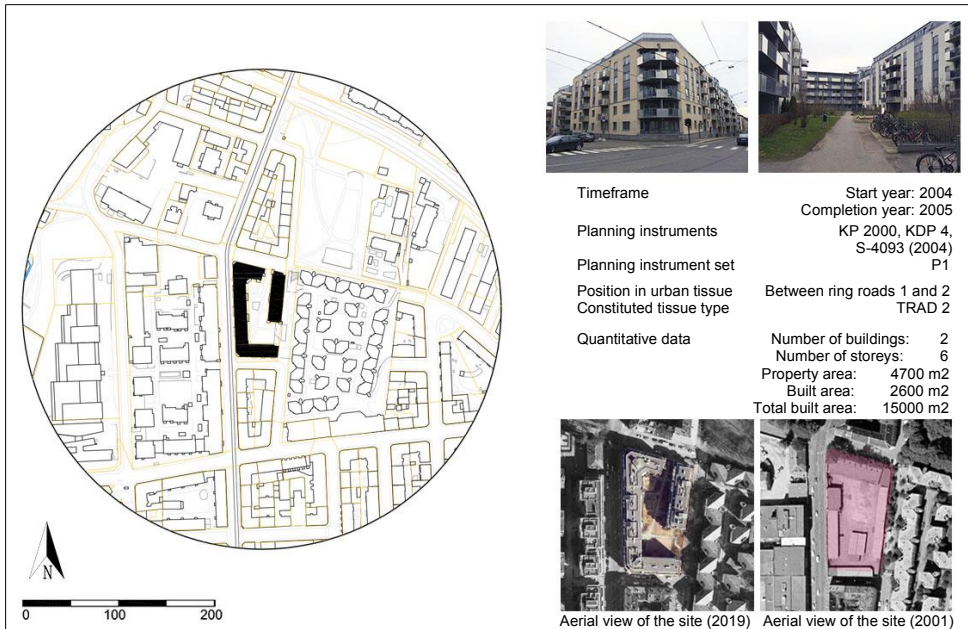 Timeframe Start year: 2004
Completion year: 2005
Planning instruments KP 2000, KDP 4,
S-4093 (2004)
Planning instrument set P1
Position in urban tissue Between ring roads 1 and 2
Constituted tissue type TRAD 2
Quantitative data Number of buildings: 2
Number of storeys: 6
Property area: 4700 m2
Built area: 2600 m2
Total built area: 15000 m2
N
0 100 200
Aerial view of the site (2019) Aerial view of the site (2001)